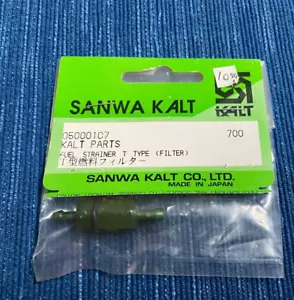 SANWA KALT
KALT
05000107 700
KALT PARTS
FUEL STRAINER T TYPE (FILTER)
T型燃料フィルター
SANWA KALT CO., LTD.
MADE IN JAPAN